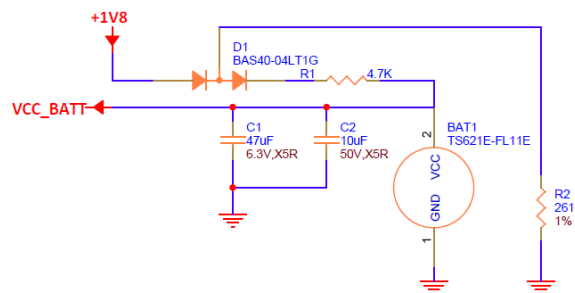 +1V8
D1
BAS40-04LT1G
R1
4.7K
VCC_BATT
C1
47uF
6.3V,X5R
C2
10uF
50V,X5R
2
VCC
GND
1
BAT1
TS621E-FL11E
R2
261
1%